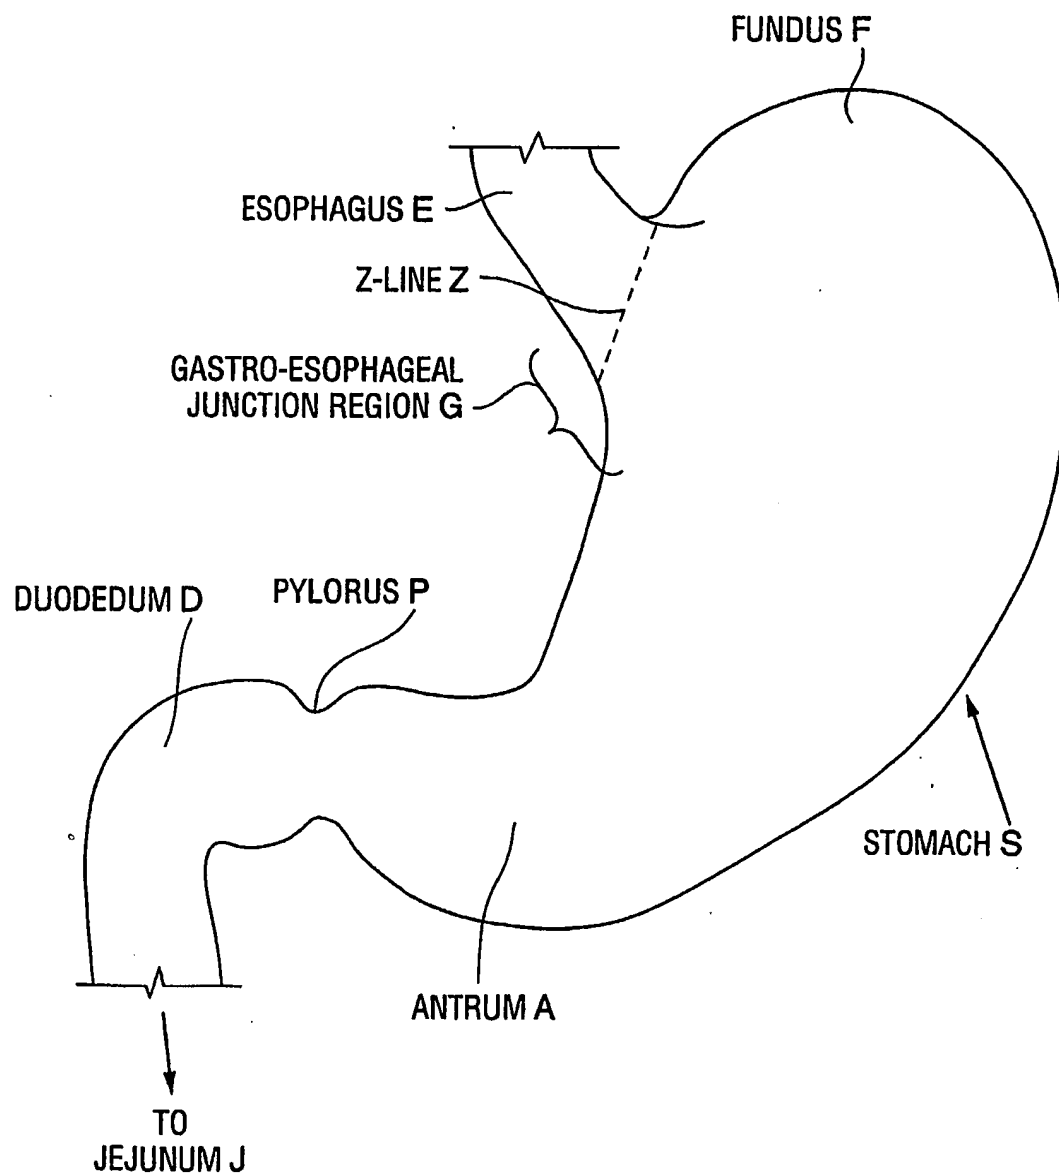 FUNDUS F
ESOPHAGUS E
Z-LINE Z
GASTRO-ESOPHAGEAL
JUNCTION REGION G
DUODEDUM D
PYLORUS P
STOMACH S
ANTRUM A
TO
JEJUNUM J